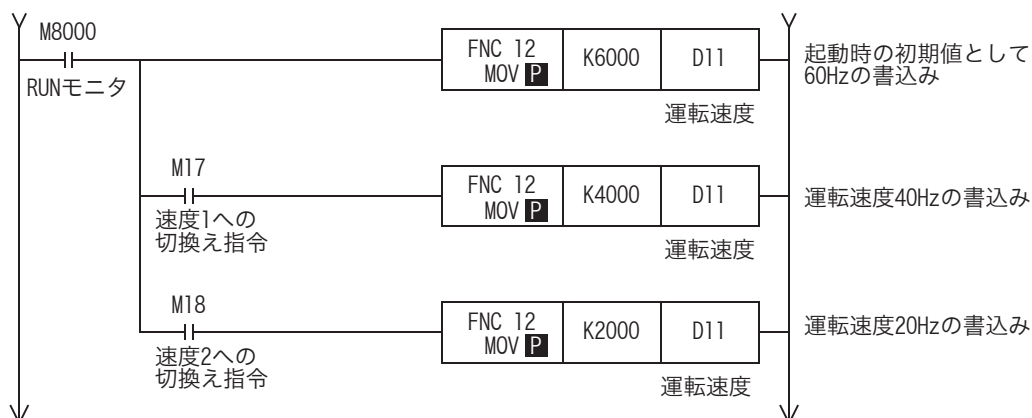 M8000
RUNモニタ
FNC 12
MOV P
K6000
D11
運転速度
起動時の初期値として
60Hzの書込み
M17
速度1への
切換え指令
FNC 12
MOV P
K4000
D11
運転速度
運転速度40Hzの書込み
M18
速度2への
切換え指令
FNC 12
MOV P
K2000
D11
運転速度
運転速度20Hzの書込み